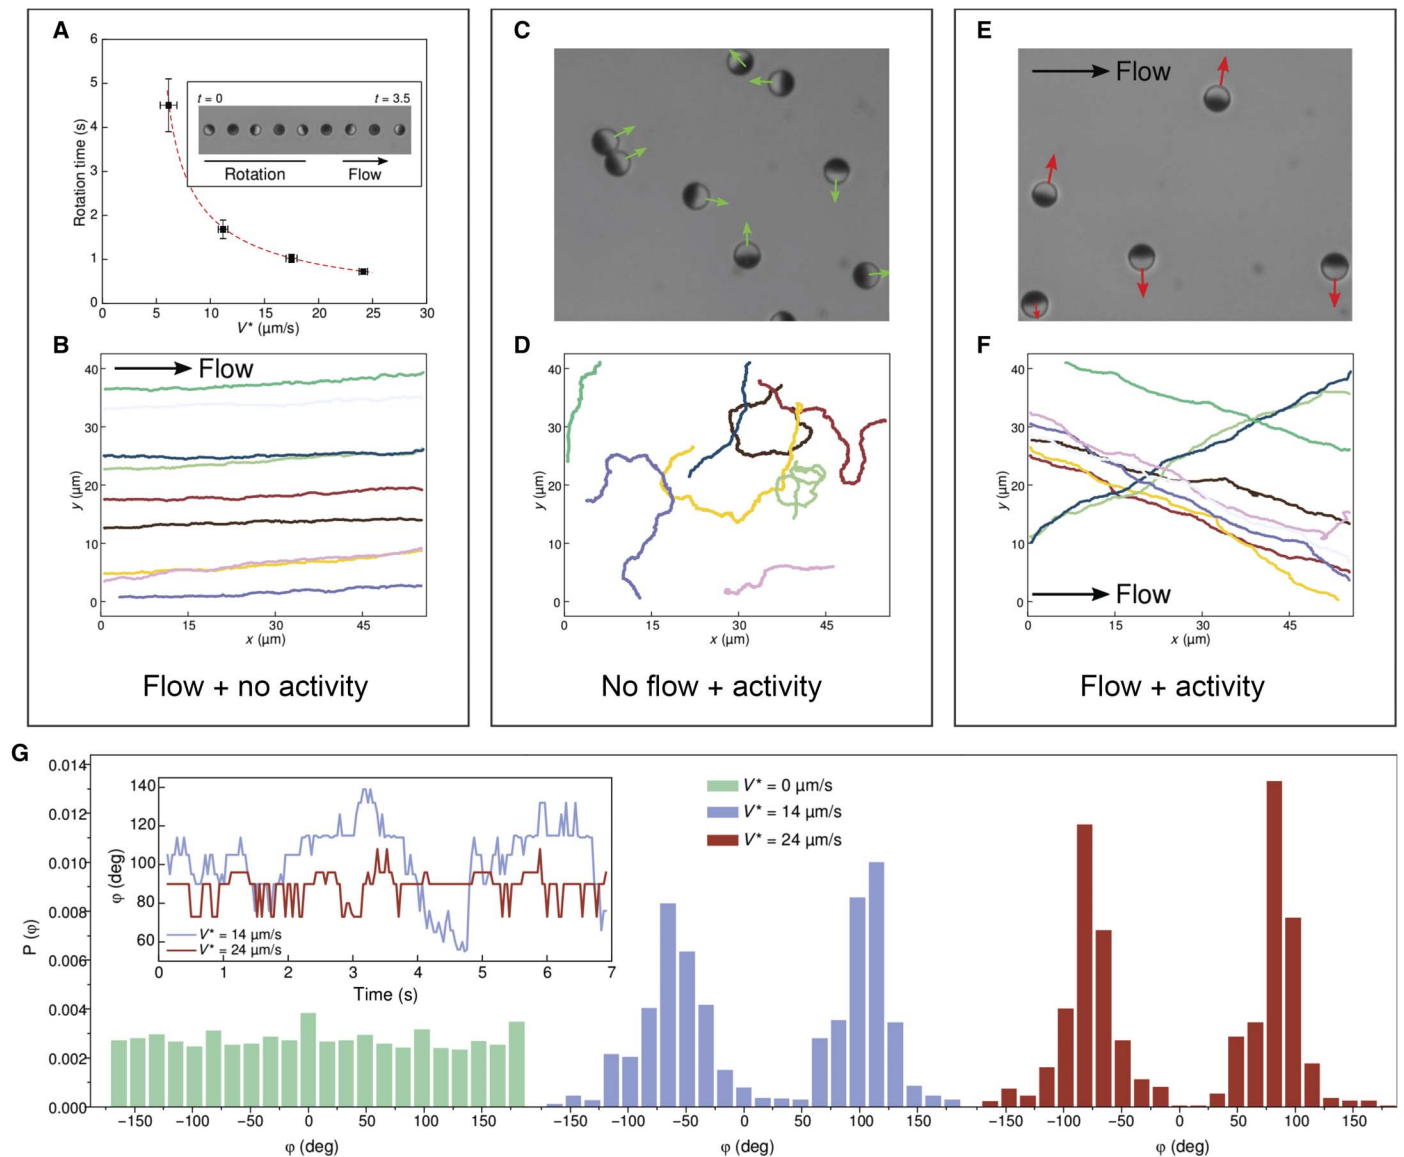 A
6
5
4
3
2
1
0
Rotation time (s)
t = 0
t = 3.5
Rotation
Flow
0
5
10
15
20
25
30
V* (μm/s)
B
Flow
40
30
20
10
0
y (μm)
0
15
30
45
x (μm)
Flow + no activity
C
D
40
30
20
10
0
y (μm)
0
15
30
45
x (μm)
No flow + activity
E
Flow
F
40
30
20
10
0
y (μm)
Flow
0
15
30
45
x (μm)
Flow + activity
G
0.014
0.012
0.010
0.008
0.006
0.004
0.002
0.000
P (φ)
140
120
100
80
60
φ (deg)
V* = 14 μm/s
V* = 24 μm/s
0
1
2
3
4
5
6
7
Time (s)
V* = 0 μm/s
V* = 14 μm/s
V* = 24 μm/s
−150
−100
−50
0
50
100
150
−150
−100
−50
0
50
100
150
−150
−100
−50
0
50
100
150
φ (deg)
φ (deg)
φ (deg)